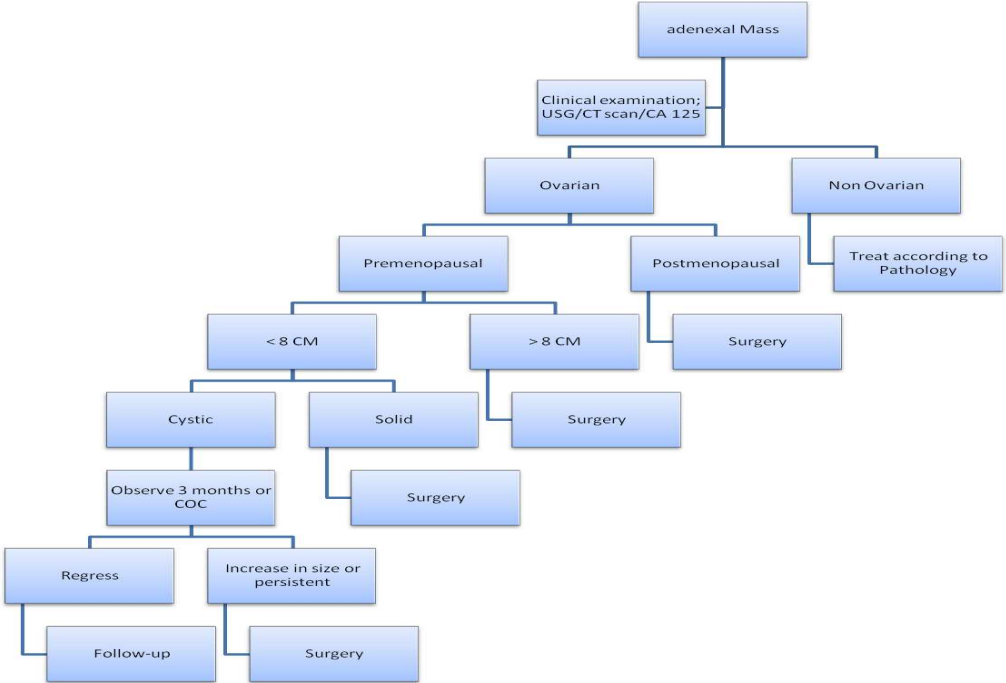 adenexal Mass
Clinical examination;
USG/CT scan/CA 125
Ovarian
Non Ovarian
Premenopausal
Postmenopausal
Treat according to
Pathology
< 8 CM
> 8 CM
Surgery
Cystic
Solid
Surgery
Observe 3 months or
COC
Surgery
Regress
Increase in size or
persistent
Follow-up
Surgery